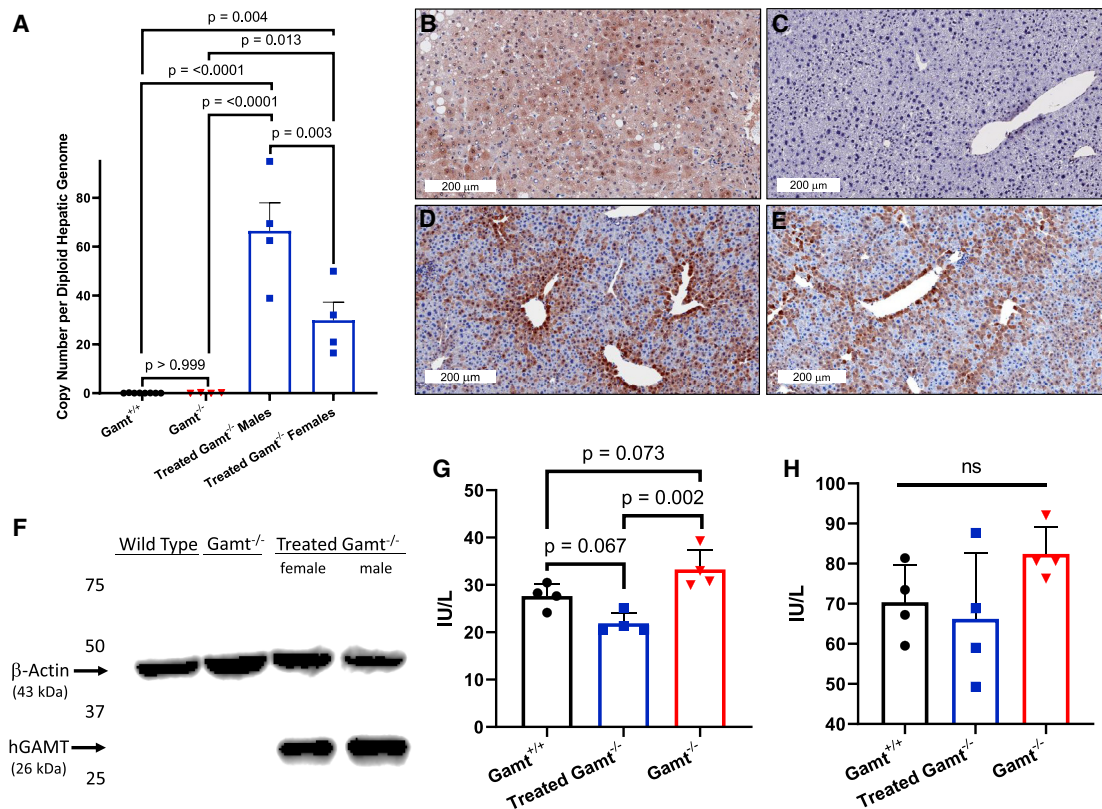 A
p = 0.004
p = 0.013
p = <0.0001
p = <0.0001
p = 0.003
p > 0.999
Copy Number per Diploid Hepatic Genome
80
60
40
20
0
Gamt+/+
Gamt-/-
Treated Gamt-/- Males
Treated Gamt-/- Females
B
200 μm
C
200 μm
D
200 μm
E
200 μm
F
Wild Type Gamt-/- Treated Gamt-/-
female male
75
50
β-Actin
(43 kDa)
37
hGAMT
(26 kDa)
25
G
p = 0.073
p = 0.002
p = 0.067
IU/L
50
40
30
20
10
0
Gamt+/+
Treated Gamt-/-
Gamt-/-
H
ns
IU/L
100
90
80
70
60
50
40
Gamt+/+
Treated Gamt-/-
Gamt-/-